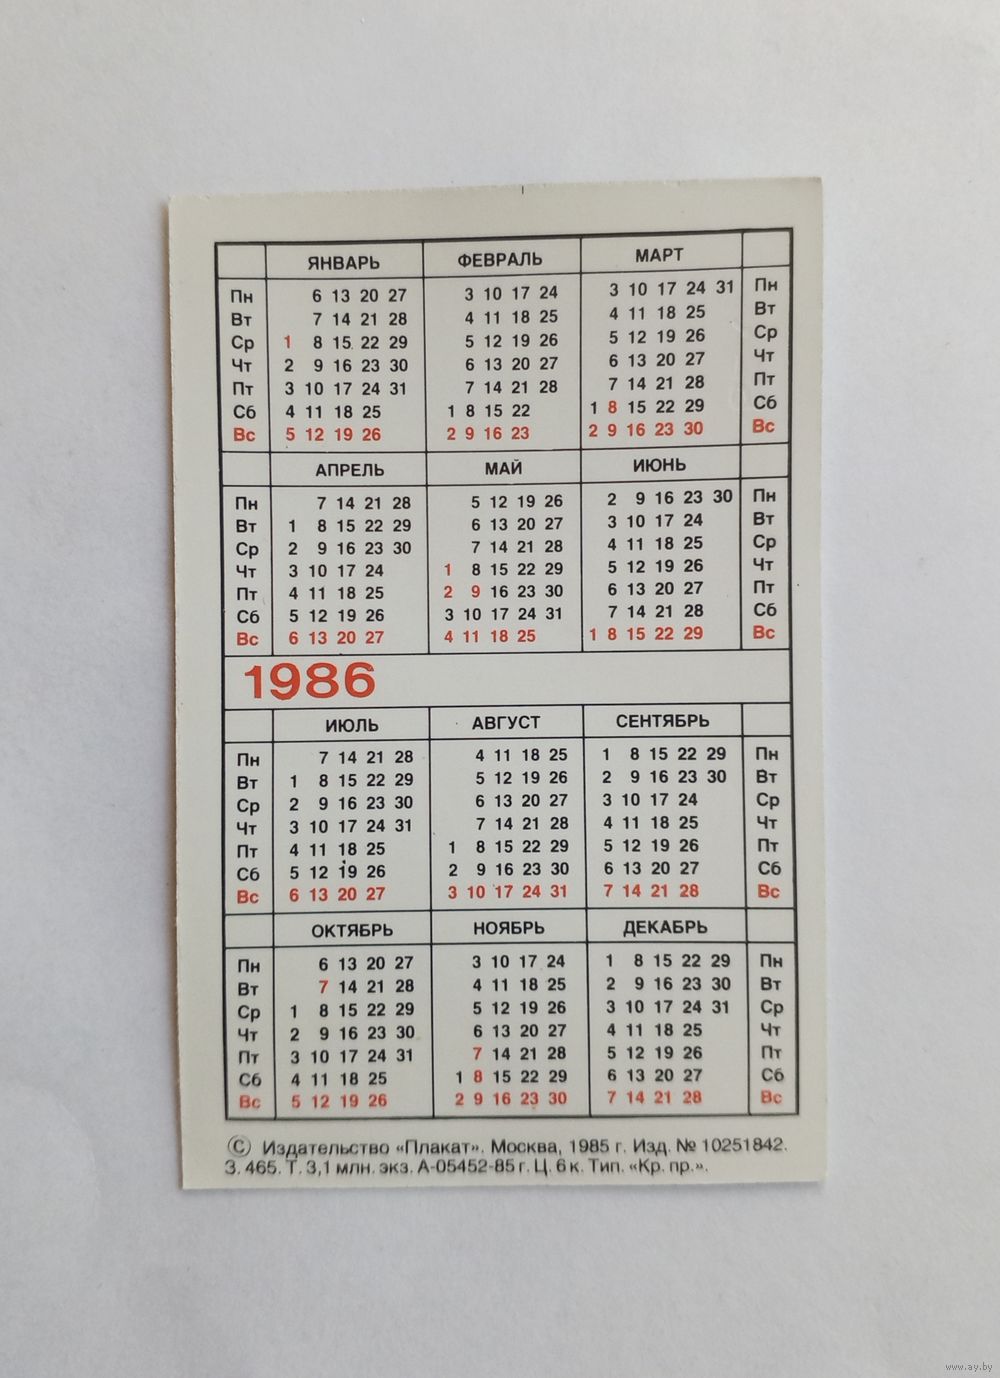 ЯНВАРЬ ФЕВРАЛЬ МАРТ
Пн 6 13 20 27 3 10 17 24 3 10 17 24 31 Пн
Вт 7 14 21 28 4 11 18 25 4 11 18 25 Вт
Ср 1 8 15 22 29 5 12 19 26 5 12 19 26 Ср
Чт 2 9 16 23 30 6 13 20 27 6 13 20 27 Чт
Пт 3 10 17 24 31 7 14 21 28 7 14 21 28 Пт
Сб 4 11 18 25 1 8 15 22 1 8 15 22 29 Сб
Вс 5 12 19 26 2 9 16 23 2 9 16 23 30 Вс
АПРЕЛЬ МАЙ ИЮНЬ
Пн 7 14 21 28 5 12 19 26 2 9 16 23 30 Пн
Вт 1 8 15 22 29 6 13 20 27 3 10 17 24 Вт
Ср 2 9 16 23 30 7 14 21 28 4 11 18 25 Ср
Чт 3 10 17 24 1 8 15 22 29 5 12 19 26 Чт
Пт 4 11 18 25 2 9 16 23 30 6 13 20 27 Пт
Сб 5 12 19 26 3 10 17 24 31 7 14 21 28 Сб
Вс 6 13 20 27 4 11 18 25 1 8 15 22 29 Вс
1986
ИЮЛЬ АВГУСТ СЕНТЯБРЬ
Пн 7 14 21 28 4 11 18 25 1 8 15 22 29 Пн
Вт 1 8 15 22 29 5 12 19 26 2 9 16 23 30 Вт
Ср 2 9 16 23 30 6 13 20 27 3 10 17 24 Ср
Чт 3 10 17 24 31 7 14 21 28 4 11 18 25 Чт
Пт 4 11 18 25 1 8 15 22 29 5 12 19 26 Пт
Сб 5 12 19 26 2 9 16 23 30 6 13 20 27 Сб
Вс 6 13 20 27 3 10 17 24 31 7 14 21 28 Вс
ОКТЯБРЬ НОЯБРЬ ДЕКАБРЬ
Пн 6 13 20 27 3 10 17 24 1 8 15 22 29 Пн
Вт 7 14 21 28 4 11 18 25 2 9 16 23 30 Вт
Ср 1 8 15 22 29 5 12 19 26 3 10 17 24 31 Ср
Чт 2 9 16 23 30 6 13 20 27 4 11 18 25 Чт
Пт 3 10 17 24 31 7 14 21 28 5 12 19 26 Пт
Сб 4 11 18 25 1 8 15 22 29 6 13 20 27 Сб
Вс 5 12 19 26 2 9 16 23 30 7 14 21 28 Вс
© Издательство «Плакат». Москва, 1985 г. Изд. № 10251842.
З. 465. Т. 3,1 млн. экз. А-05452-85 г. Ц. 6 к. Тип. «Кр. пр.».
www.ay.by